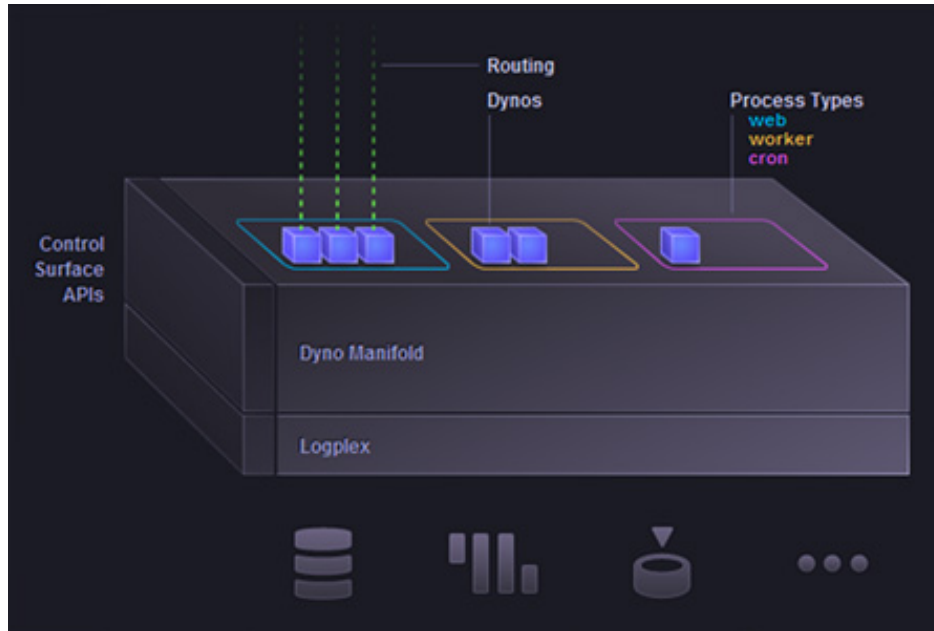 Routing
Dynos
Process Types
web
worker
cron
Control
Surface
APIs
Dyno Manifold
Logplex